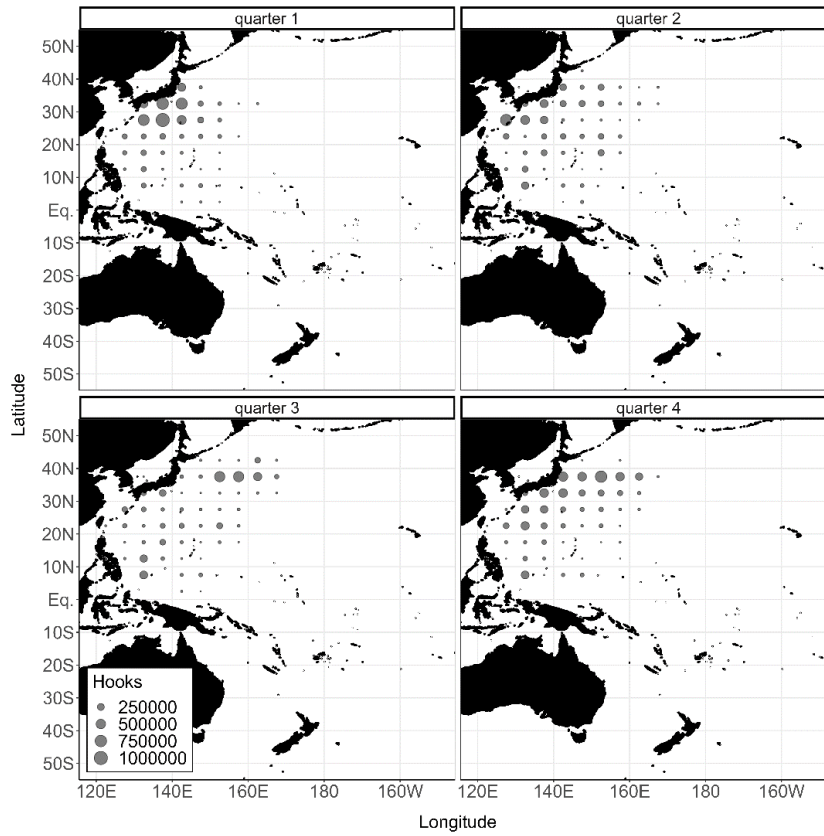 quarter 1
quarter 2
50N
40N
30N
20N
10N
Eq.
10S
20S
30S
40S
50S
quarter 3
quarter 4
50N
40N
30N
20N
10N
Eq.
10S
20S
30S
40S
50S
Hooks
250000
500000
750000
1000000
120E 140E 160E 180 160W 120E 140E 160E 180 160W
Longitude
Latitude